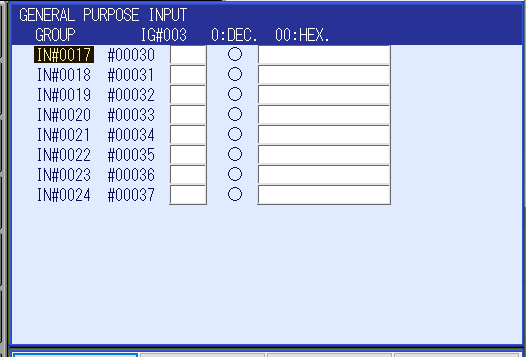 GENERAL PURPOSE INPUT
GROUP IG#003 0:DEC. 00:HEX.
IN#0017 #00030
IN#0018 #00031
IN#0019 #00032
IN#0020 #00033
IN#0021 #00034
IN#0022 #00035
IN#0023 #00036
IN#0024 #00037